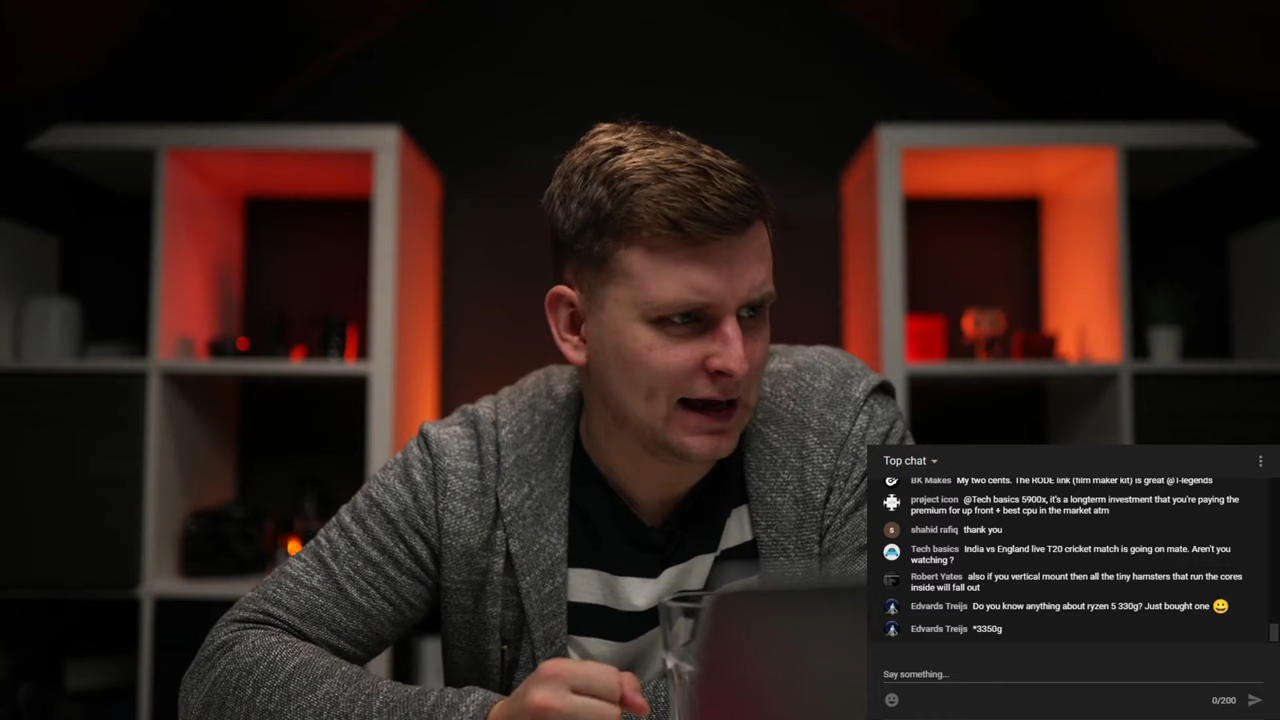 Top chat
BK Makes My two cents. The RODE link (film maker kit) is great @T-legends
project icon @Tech basics 5900x, it's a longterm investment that you're paying the
premium for up front + best cpu in the market atm
s shahid rafiq thank you
Tech basics India vs England live T20 cricket match is going on mate. Aren't you
watching ?
Robert Yates also if you vertical mount then all the tiny hamsters that run the cores
inside will fall out
Edvards Treijs Do you know anything about ryzen 5 330g? Just bought one 😀
Edvards Treijs *3350g
Say something...
0/200